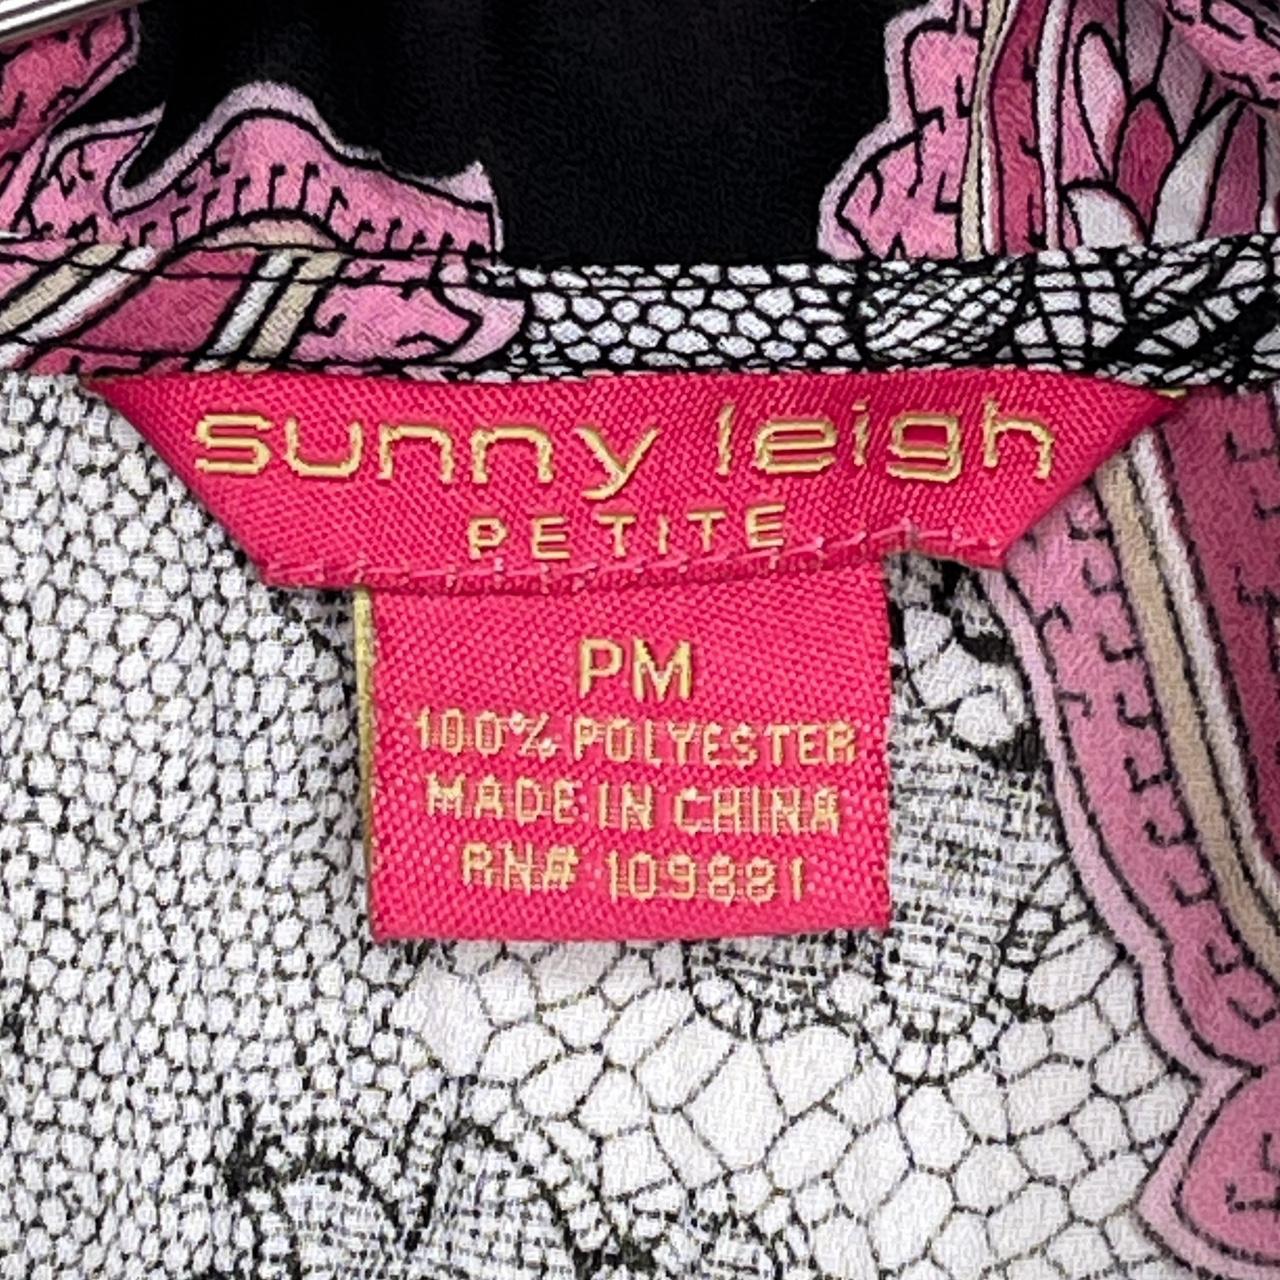 sunny leigh
PETITE
PM
100% POLYESTER
MADE IN CHINA
RN# 109881